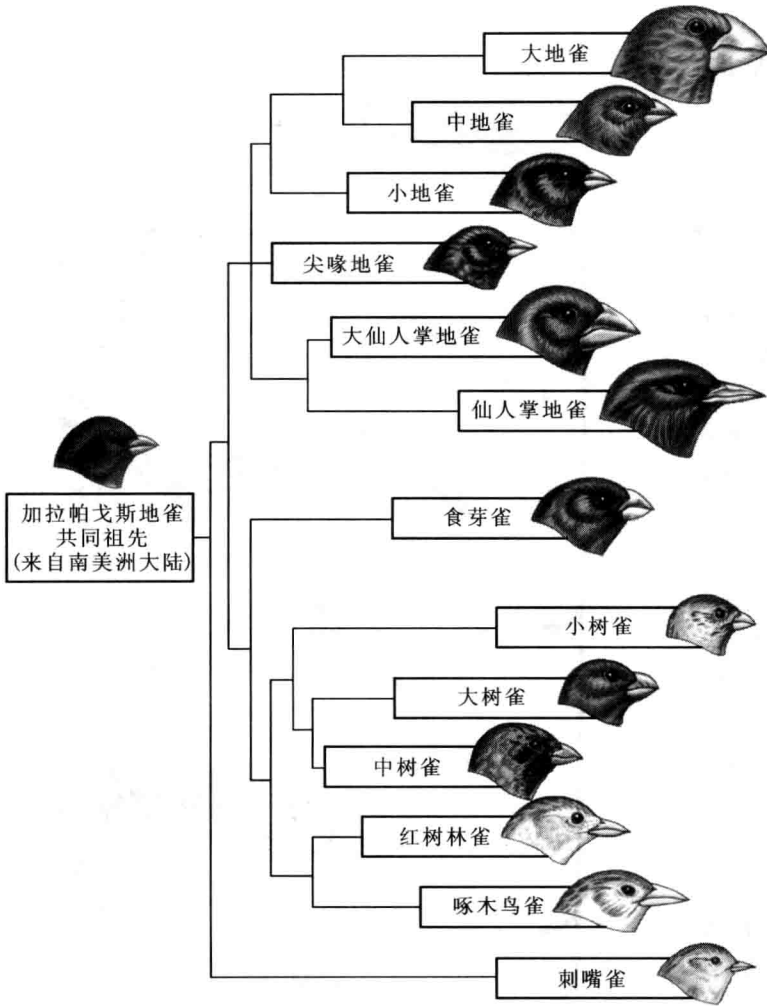 大地雀
中地雀
小地雀
尖喙地雀
大仙人掌地雀
仙人掌地雀
加拉帕戈斯地雀
共同祖先
(来自南美洲大陆)
食芽雀
小树雀
大树雀
中树雀
红树林雀
啄木鸟雀
刺嘴雀